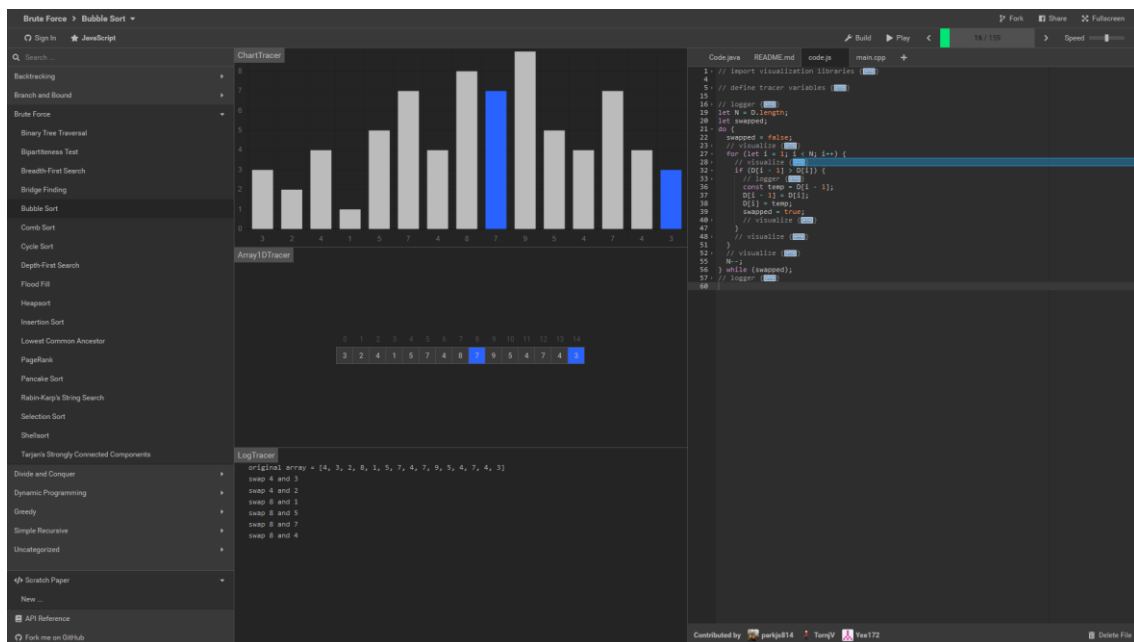 Brute Force > Bubble Sort
Fork Share Fullscreen
Sign In JavaScript
Build Play 16 / 155 Speed
Search ...
Backtracking
Branch and Bound
Brute Force
Binary Tree Traversal
Bipartiteness Test
Breadth-First Search
Bridge Finding
Bubble Sort
Comb Sort
Cycle Sort
Depth-First Search
Flood Fill
Heapsort
Insertion Sort
Lowest Common Ancestor
PageRank
Pancake Sort
Rabin-Karp's String Search
Selection Sort
Shellsort
Tarjan's Strongly Connected Components
Divide and Conquer
Dynamic Programming
Greedy
Simple Recursive
Uncategorized
</> Scratch Paper
New ...
API Reference
Fork me on GitHub
ChartTracer
8
7
6
5
4
3
2
1
0
3 2 4 1 5 7 4 8 7 9 5 4 7 4 3
Array1DTracer
0 1 2 3 4 5 6 7 8 9 10 11 12 13 14
3 2 4 1 5 7 4 8 7 9 5 4 7 4 3
LogTracer
original array = [4, 3, 2, 8, 1, 5, 7, 4, 7, 9, 5, 4, 7, 4, 3]
swap 4 and 3
swap 4 and 2
swap 8 and 1
swap 8 and 5
swap 8 and 7
swap 8 and 4
Code.java README.md code.js main.cpp +
1 // import visualization libraries {
4
5 // define tracer variables {
15
16 // logger {
19 let N = D.length;
20 let swapped;
21 do {
22 swapped = false;
23 // visualize {
27 for (let i = 1; i < N; i++) {
28 // visualize {
32 if (D[i - 1] > D[i]) {
33 // logger {
36 const temp = D[i - 1];
37 D[i - 1] = D[i];
38 D[i] = temp;
39 swapped = true;
40 // visualize {
47 }
48 // visualize {
51 }
52 // visualize {
55 N--;
56 } while (swapped);
57 // logger {
60
Contributed by parkjs814 TornjV Yee172
Delete File